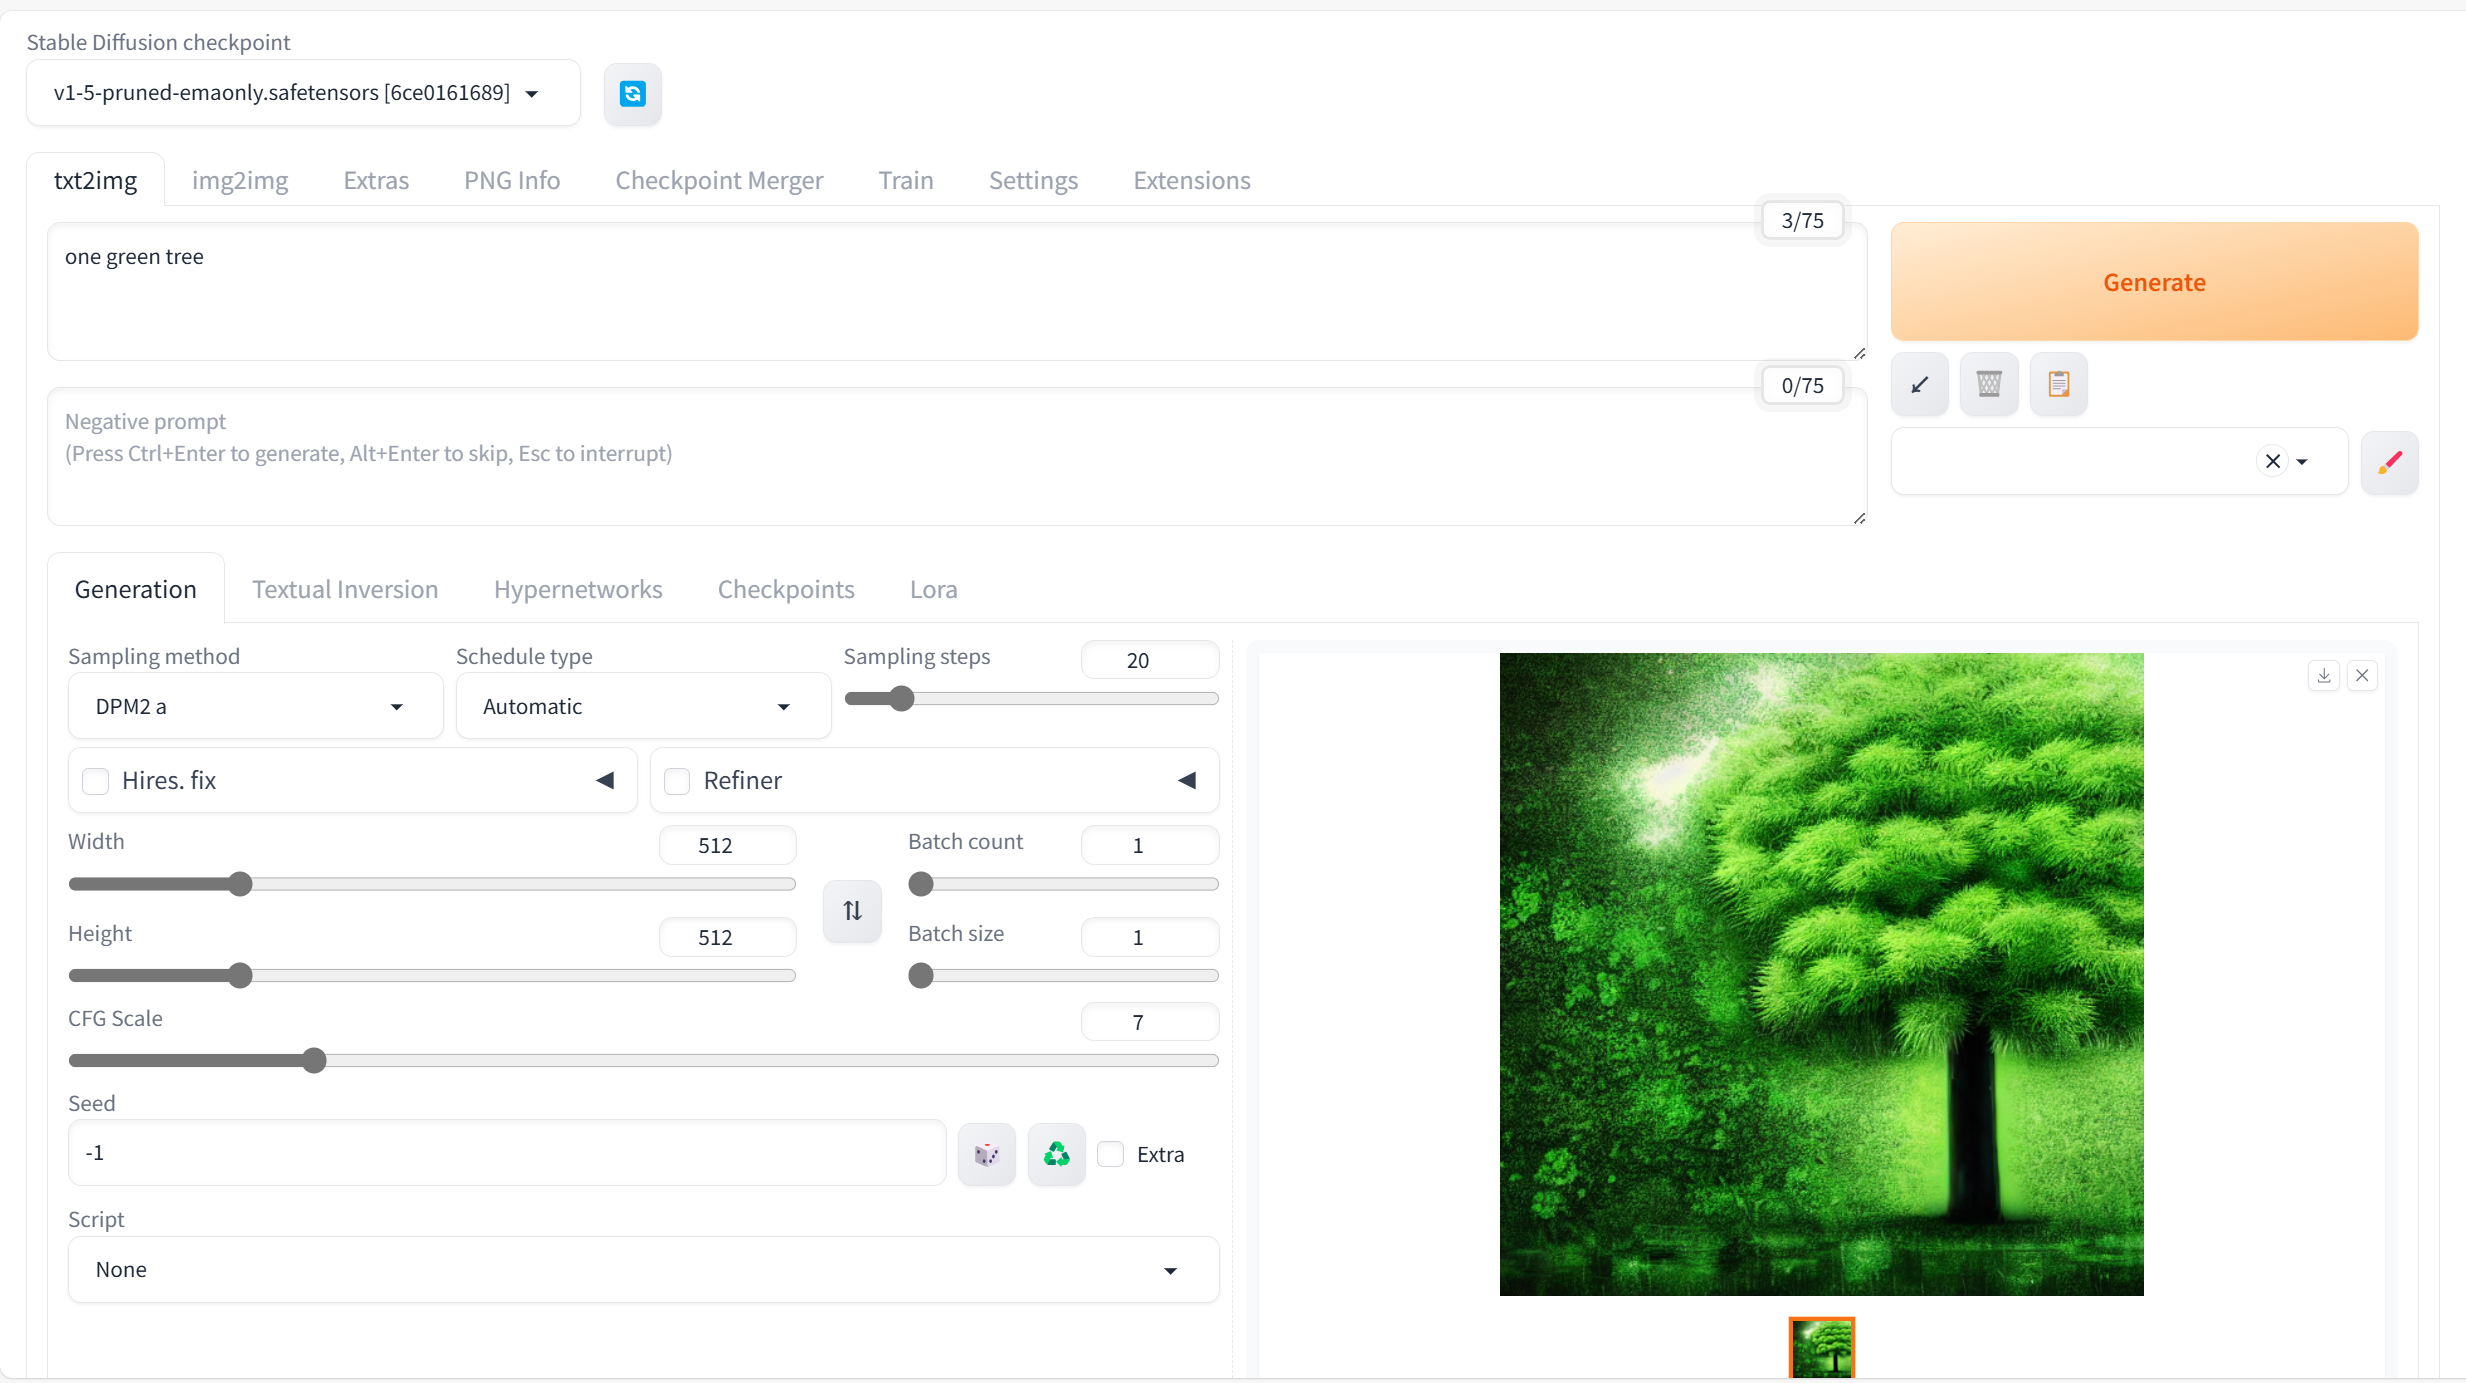 Stable Diffusion checkpoint
v1-5-pruned-emaonly.safetensors [6ce0161689]
txt2img img2img Extras PNG Info Checkpoint Merger Train Settings Extensions
3/75
one green tree
Generate
0/75
Negative prompt
(Press Ctrl+Enter to generate, Alt+Enter to skip, Esc to interrupt)
Generation Textual Inversion Hypernetworks Checkpoints Lora
Sampling method Schedule type Sampling steps 20
DPM2 a Automatic
Hires. fix Refiner
Width 512 Batch count 1
Height 512 Batch size 1
CFG Scale 7
Seed
-1 Extra
Script
None